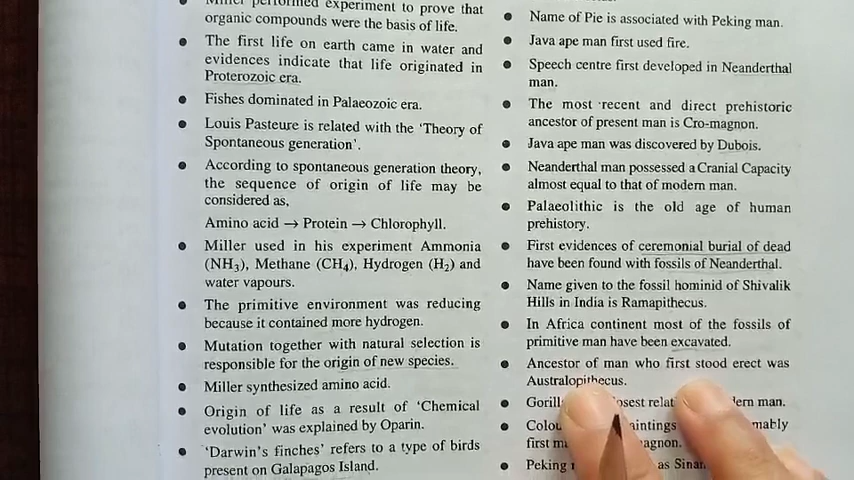 Miller performed experiment to prove that
organic compounds were the basis of life.
• The first life on earth came in water and
evidences indicate that life originated in
Proterozoic era.
• Fishes dominated in Palaeozoic era.
• Louis Pasteure is related with the 'Theory of
Spontaneous generation'.
• According to spontaneous generation theory,
the sequence of origin of life may be
considered as,
Amino acid → Protein → Chlorophyll.
• Miller used in his experiment Ammonia
(NH₃), Methane (CH₄), Hydrogen (H₂) and
water vapours.
• The primitive environment was reducing
because it contained more hydrogen.
• Mutation together with natural selection is
responsible for the origin of new species.
• Miller synthesized amino acid.
• Origin of life as a result of 'Chemical
evolution' was explained by Oparin.
• 'Darwin's finches' refers to a type of birds
present on Galapagos Island.
• Name of Pie is associated with Peking man.
• Java ape man first used fire.
• Speech centre first developed in Neanderthal
man.
• The most recent and direct prehistoric
ancestor of present man is Cro-magnon.
• Java ape man was discovered by Dubois.
• Neanderthal man possessed a Cranial Capacity
almost equal to that of modern man.
• Palaeolithic is the old age of human
prehistory.
• First evidences of ceremonial burial of dead
have been found with fossils of Neanderthal.
• Name given to the fossil hominid of Shivalik
Hills in India is Ramapithecus.
• In Africa continent most of the fossils of
primitive man have been excavated.
• Ancestor of man who first stood erect was
Australopithecus.
• man.
first
• Peking as